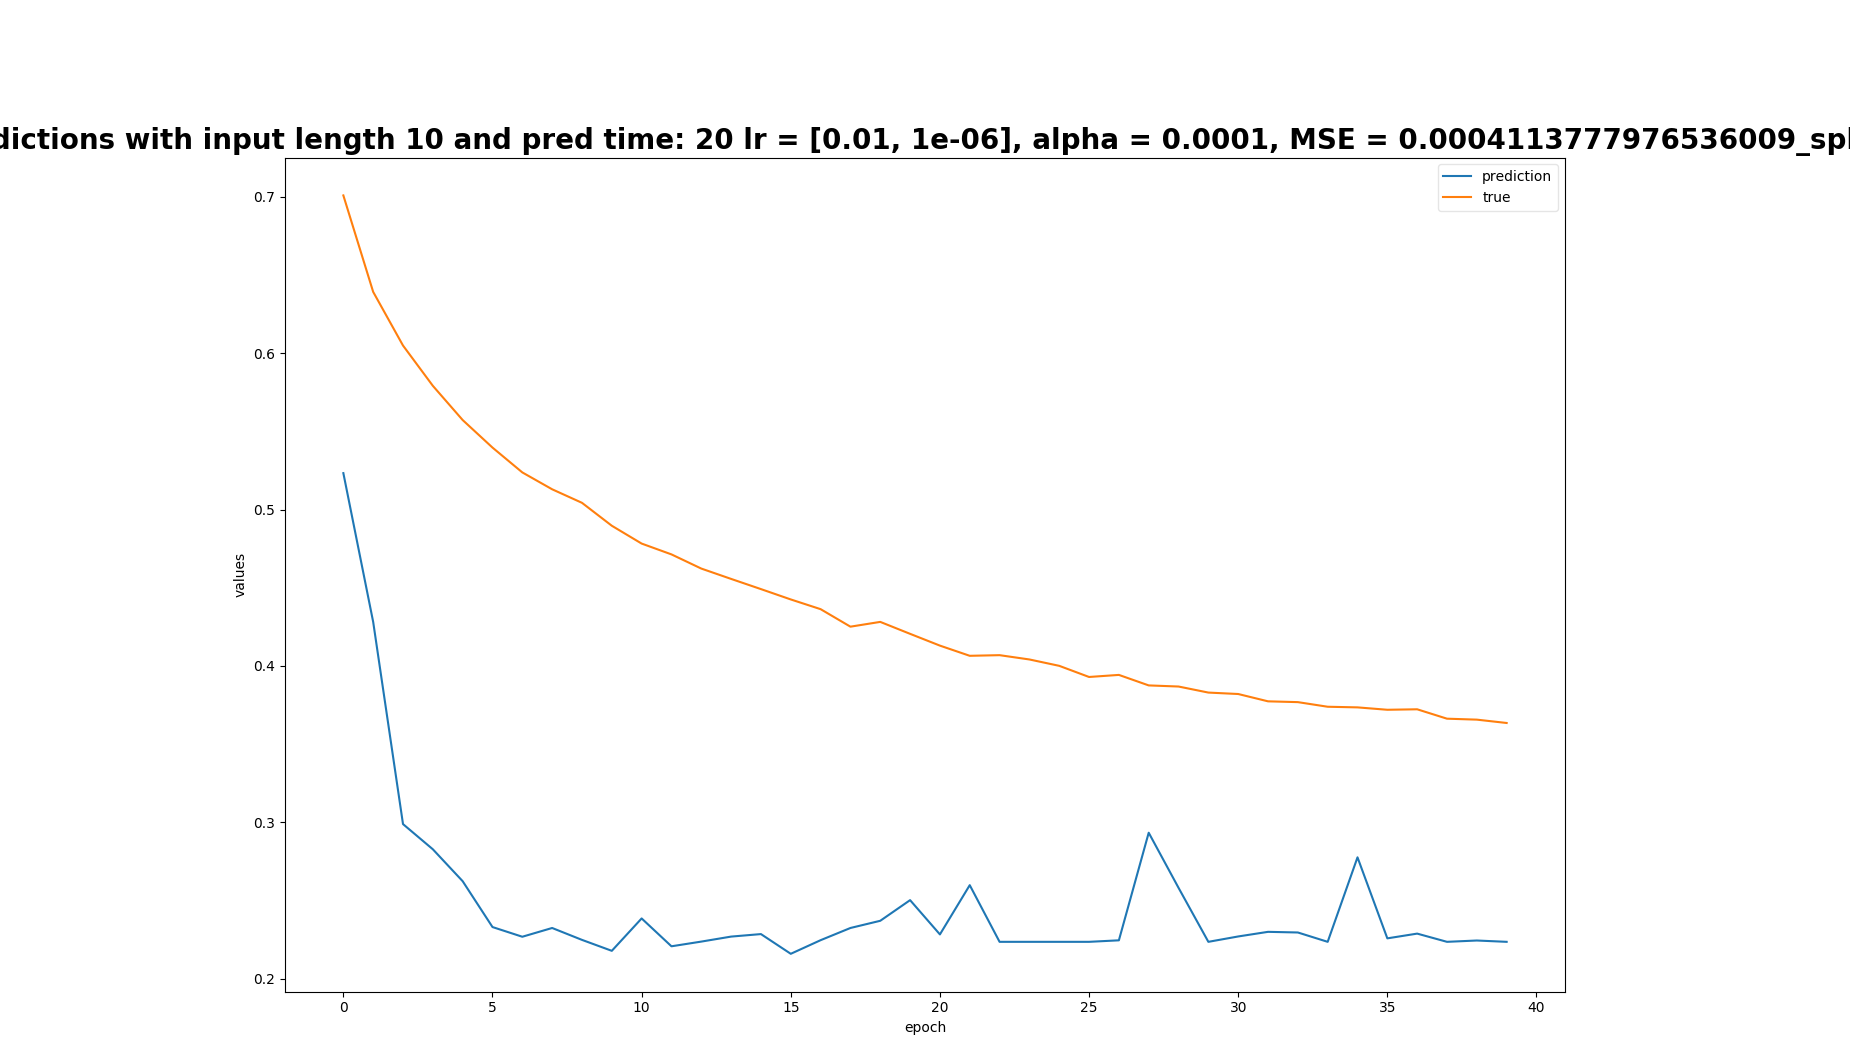 dictions with input length 10 and pred time: 20 lr = [0.01, 1e-06], alpha = 0.0001, MSE = 0.0004113777976536009_spl
prediction
true
0.7
0.6
0.5
0.4
0.3
0.2
values
0 5 10 15 20 25 30 35 40
epoch